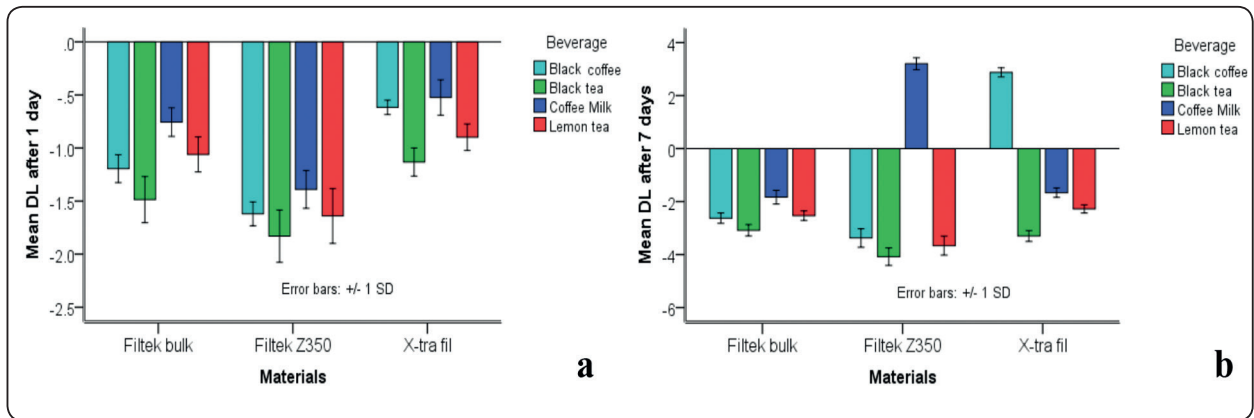 Mean DL after 1 day
.0
-.5
-1.0
-1.5
-2.0
-2.5
Error bars: +/- 1 SD
Filtek bulk
Filtek Z350
X-tra fil
Materials
Beverage
Black coffee
Black tea
Coffee Milk
Lemon tea
a
Mean DL after 7 days
4
2
0
-2
-4
-6
Error bars: +/- 1 SD
Filtek bulk
Filtek Z350
X-tra fil
Materials
Beverage
Black coffee
Black tea
Coffee Milk
Lemon tea
b